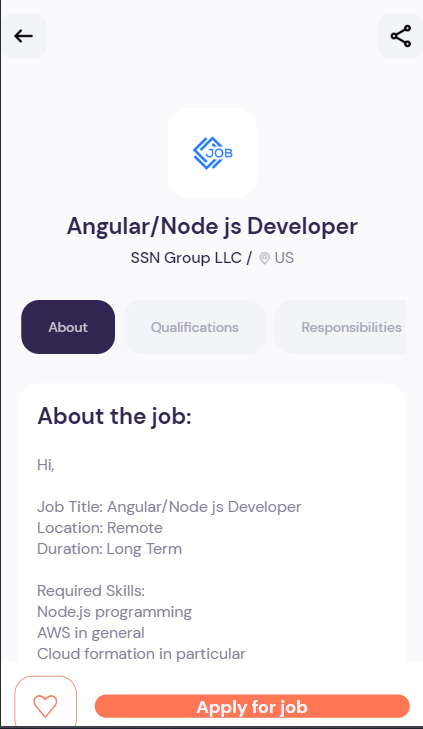 JOB
Angular/Node js Developer
SSN Group LLC / US
About
Qualifications
Responsibilities
About the job:
Hi,
Job Title: Angular/Node js Developer
Location: Remote
Duration: Long Term
Required Skills:
Node.js programming
AWS in general
Cloud formation in particular
Apply for job